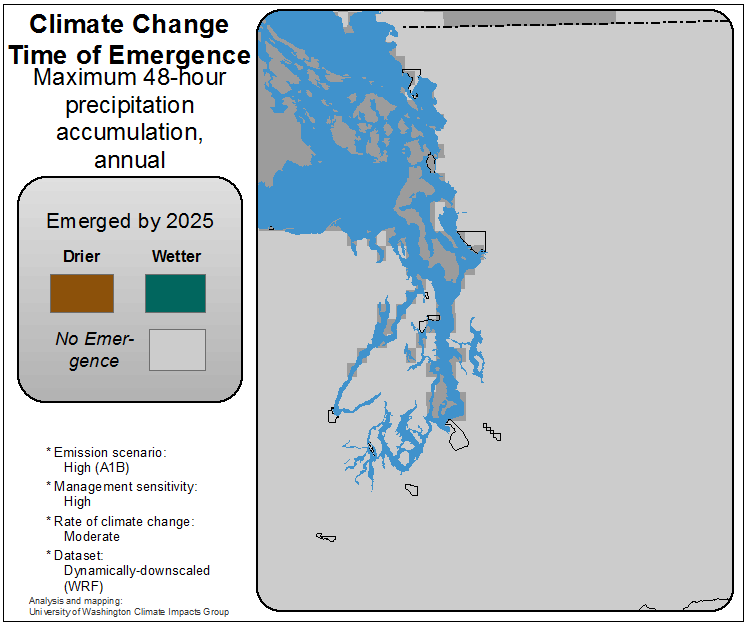 Climate Change
Time of Emergence
Maximum 48-hour
precipitation
accumulation,
annual
Emerged by 2025
Drier Wetter
No Emer-
gence
* Emission scenario:
High (A1B)
* Management sensitivity:
High
* Rate of climate change:
Moderate
* Dataset:
Dynamically-downscaled
(WRF)
Analysis and mapping:
University of Washington Climate Impacts Group